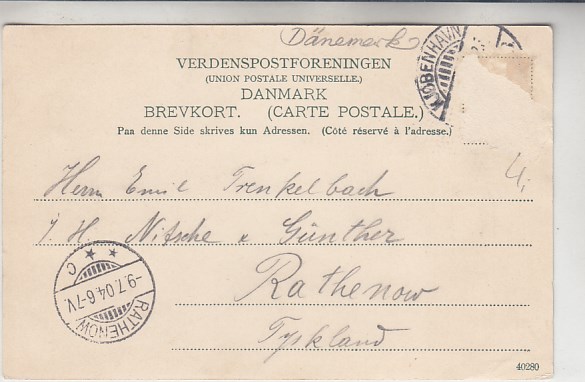 Dänemark
VERDENSPOSTFORENINGEN
(UNION POSTALE UNIVERSELLE.)
DANMARK
BREVKORT. (CARTE POSTALE.)
Paa denne Side skrives kun Adressen. (Côté réservé à l'adresse.)
KJØBENHAVN
4,
Herrn Emil Trenkelbach
J. H. Nitsche & Günther
Rathenow
Tyskland
RATHENOW
-9.7.04.6-7V.
* * C
40280